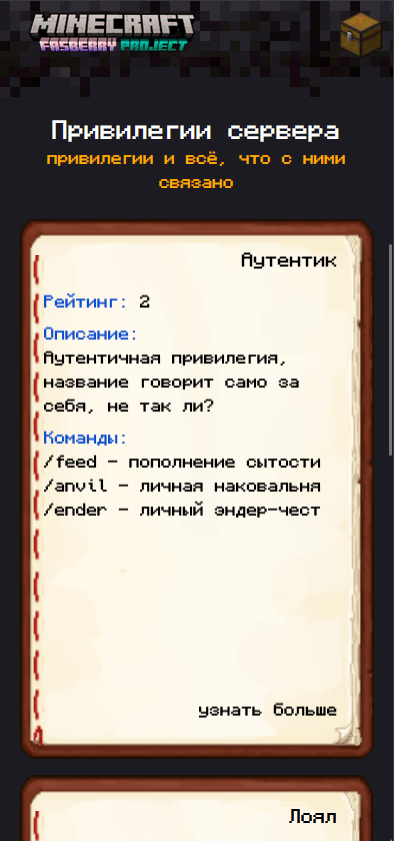 MINECRAFT
FASBERRY PROJECT
Привилегии сервера
привилегии и всё, что с ними
связано
Аутентик
Рейтинг: 2
Описание:
Аутентичная привилегия,
название говорит само за
себя, не так ли?
Команды:
/feed - пополнение сытости
/anvil - личная наковальня
/ender - личный эндер-чест
узнать больше
Лоял